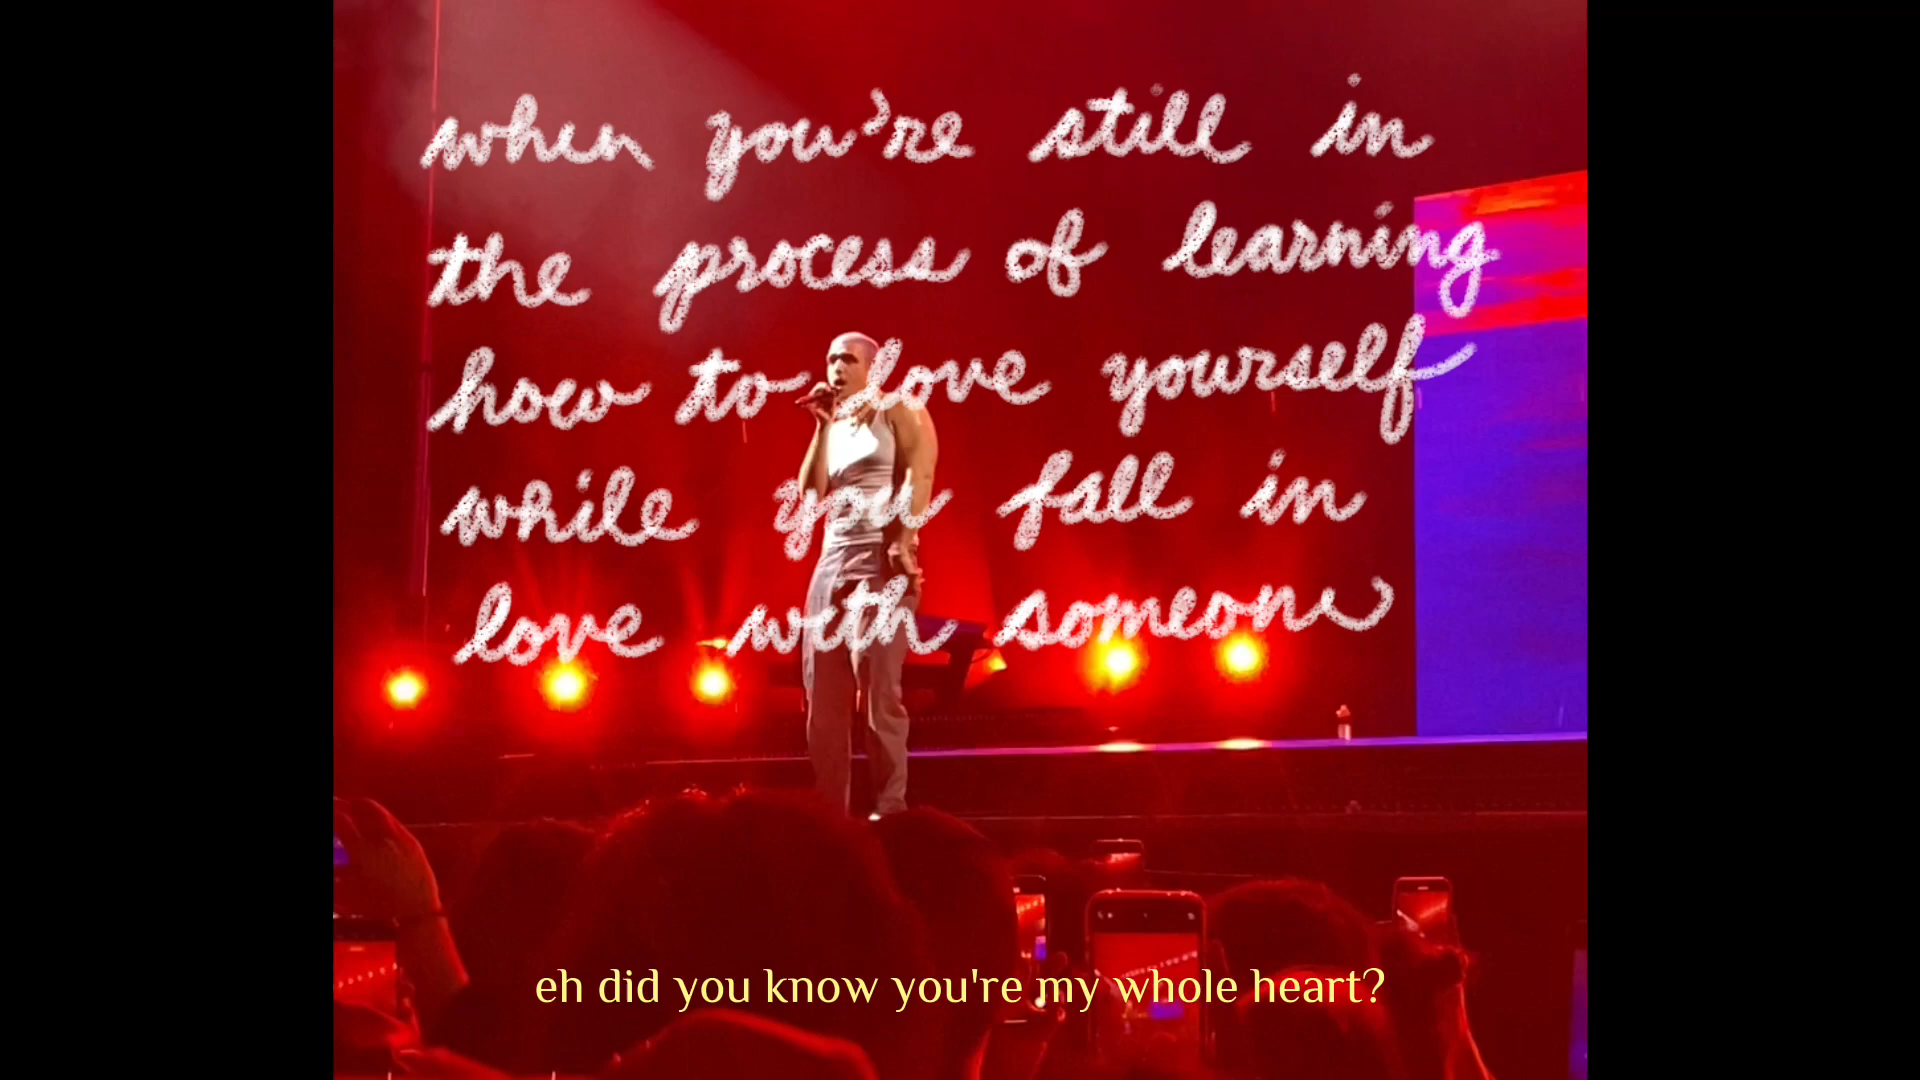 when you're still in
the process of learning
how to love yourself
while you fall in
love with someone
eh did you know you're my whole heart?